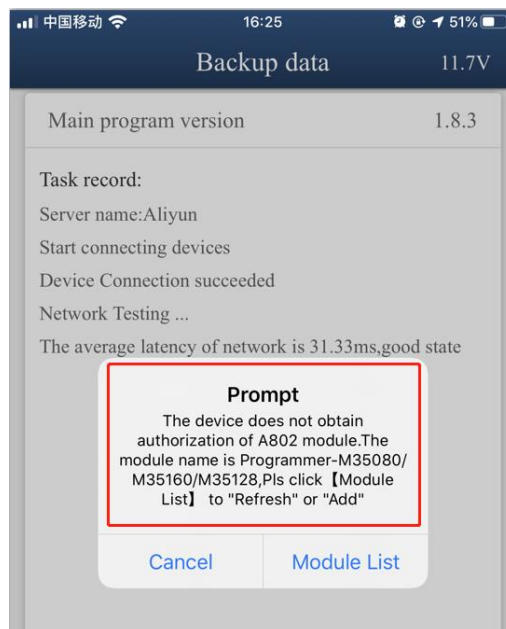 中国移动 16:25 51%
Backup data 11.7V
Main program version 1.8.3
Task record:
Server name:Aliyun
Start connecting devices
Device Connection succeeded
Network Testing ...
The average latency of network is 31.33ms,good state
Prompt
The device does not obtain
authorization of A802 module.The
module name is Programmer-M35080/
M35160/M35128,Pls click【Module
List】 to "Refresh" or "Add"
Cancel Module List